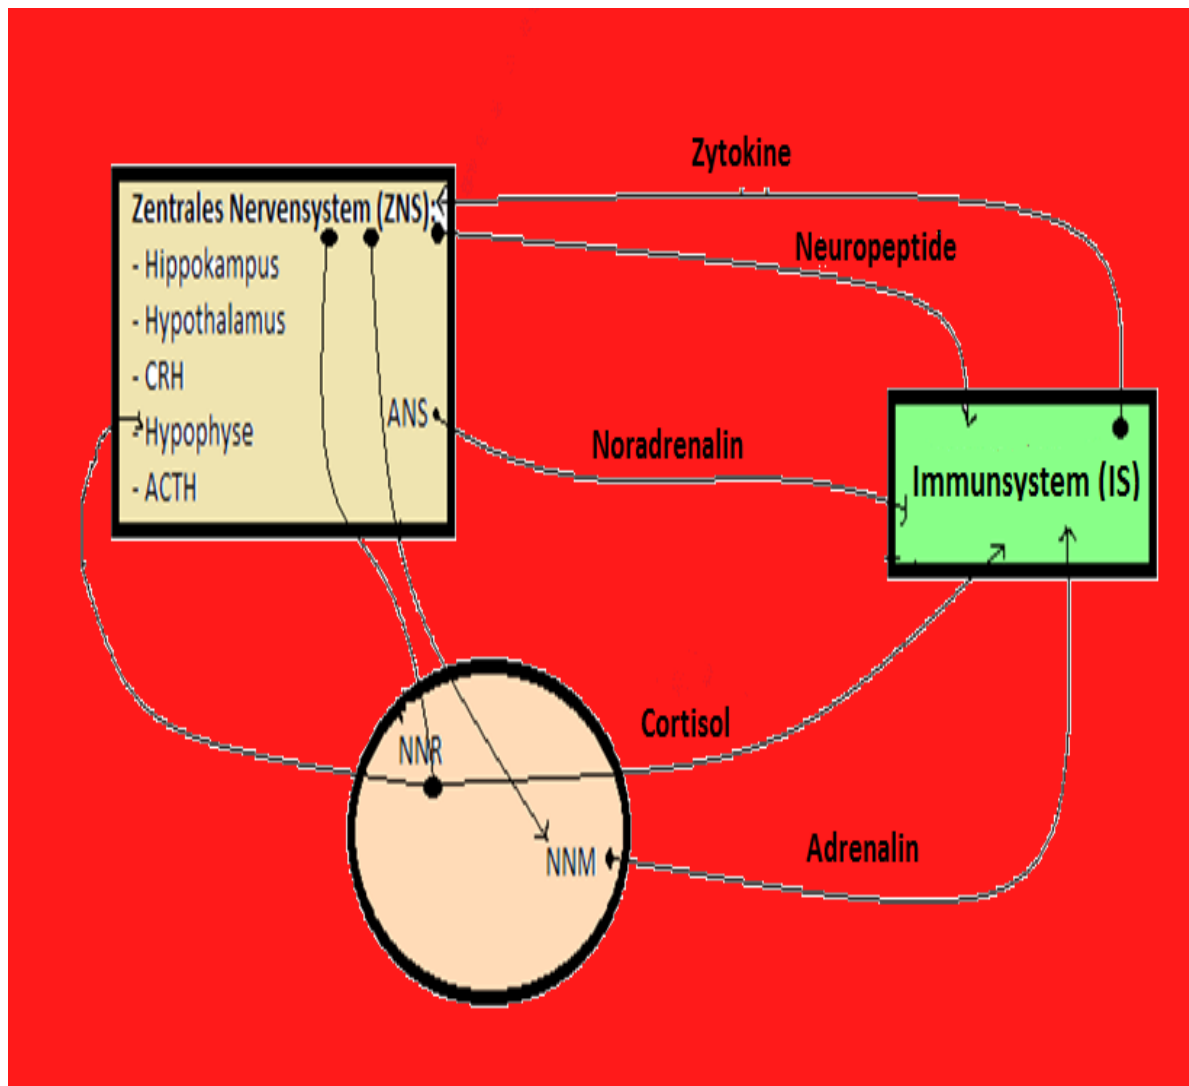 Zytokine
Zentrales Nervensystem (ZNS):
Neuropeptide
- Hippokampus
- Hypothalamus
- CRH
ANS
- Hypophyse
Noradrenalin
- ACTH
Immunsystem (IS)
Cortisol
NNR
Adrenalin
NNM